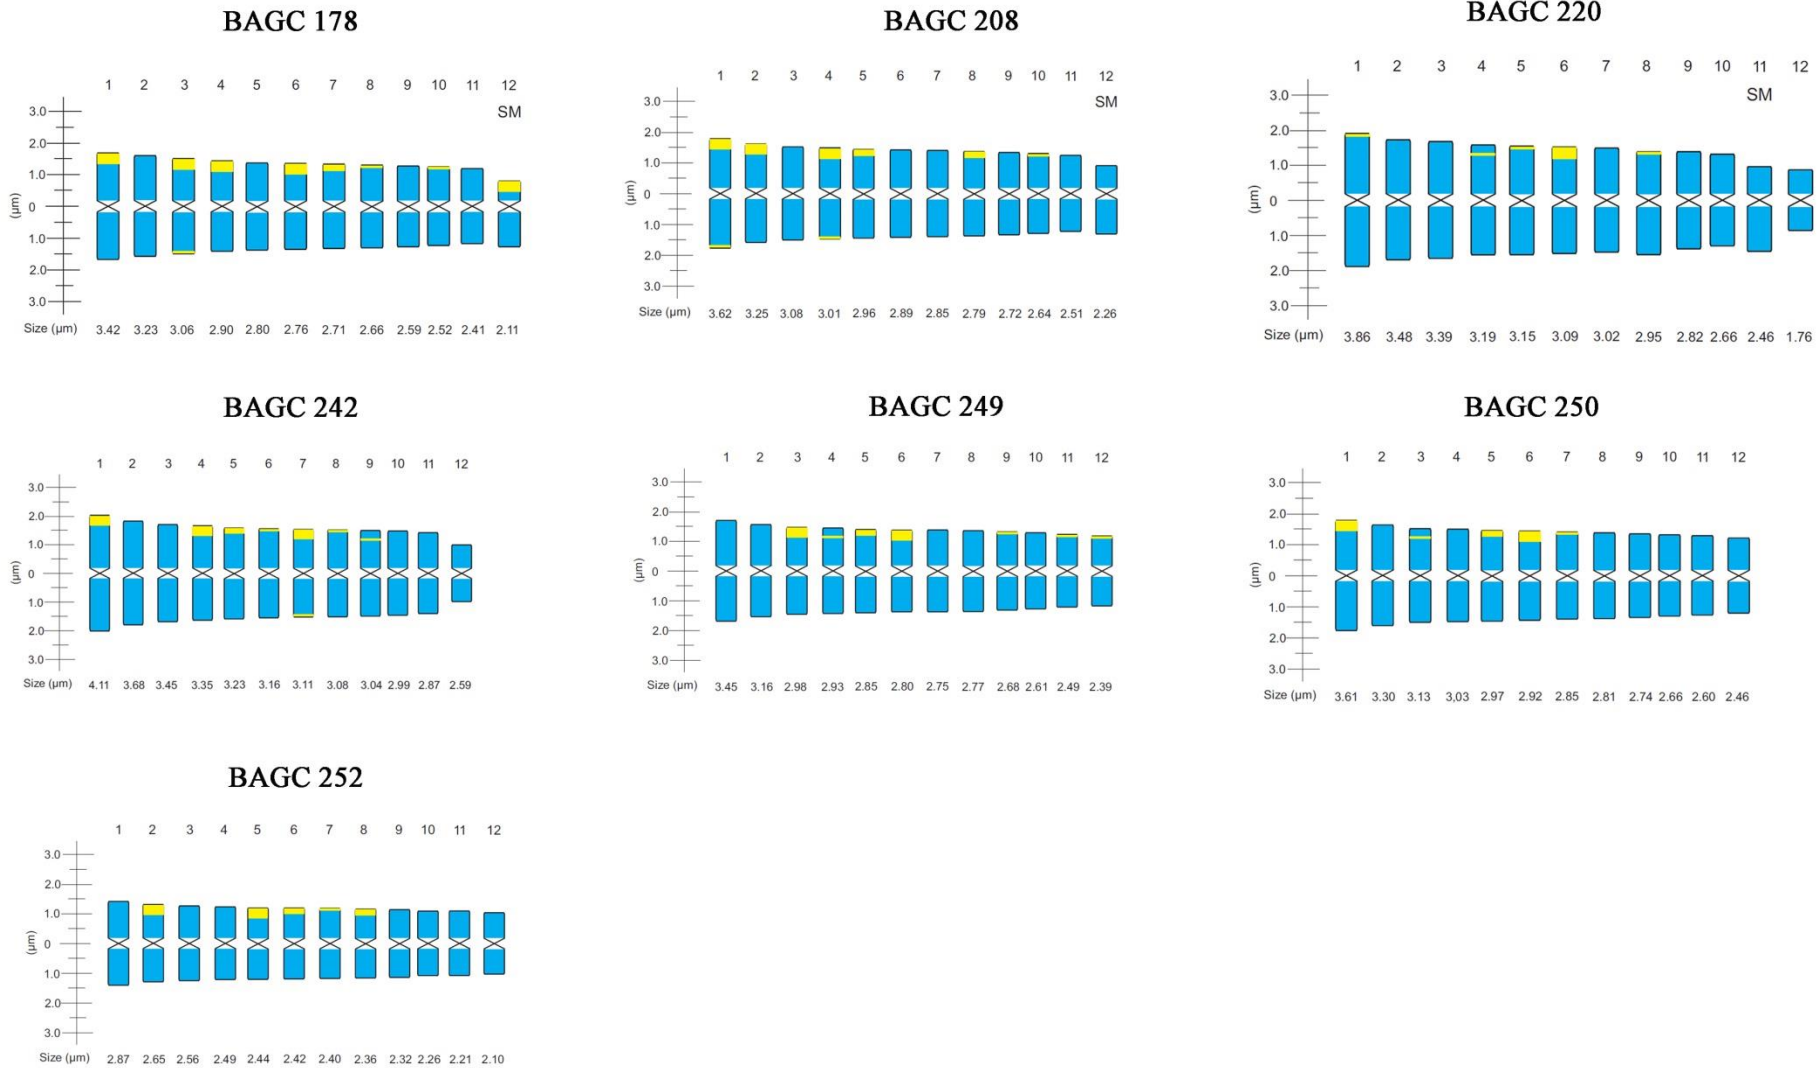 BAGC 178
1 2 3 4 5 6 7 8 9 10 11 12
SM
3.0
2.0
1.0
0
1.0
2.0
3.0
(µm)
Size (µm) 3.42 3.23 3.06 2.90 2.80 2.76 2.71 2.66 2.59 2.52 2.41 2.11
BAGC 208
1 2 3 4 5 6 7 8 9 10 11 12
SM
3.0
2.0
1.0
0
1.0
2.0
3.0
(µm)
Size (µm) 3.62 3.25 3.08 3.01 2.96 2.89 2.85 2.79 2.72 2.64 2.51 2.26
BAGC 220
1 2 3 4 5 6 7 8 9 10 11 12
SM
3.0
2.0
1.0
0
1.0
2.0
3.0
(µm)
Size (µm) 3.86 3.48 3.39 3.19 3.15 3.09 3.02 2.95 2.82 2.66 2.46 1.76
BAGC 242
1 2 3 4 5 6 7 8 9 10 11 12
3.0
2.0
1.0
0
1.0
2.0
3.0
(µm)
Size (µm) 4.11 3.68 3.45 3.35 3.23 3.16 3.11 3.08 3.04 2.99 2.87 2.59
BAGC 249
1 2 3 4 5 6 7 8 9 10 11 12
3.0
2.0
1.0
0
1.0
2.0
3.0
(µm)
Size (µm) 3.45 3.16 2.98 2.93 2.85 2.80 2.75 2.77 2.68 2.61 2.49 2.39
BAGC 250
1 2 3 4 5 6 7 8 9 10 11 12
3.0
2.0
1.0
0
1.0
2.0
3.0
(µm)
Size (µm) 3.61 3.30 3.13 3,03 2.97 2.92 2.85 2.81 2.74 2.66 2.60 2.46
BAGC 252
1 2 3 4 5 6 7 8 9 10 11 12
3.0
2.0
1.0
0
1.0
2.0
3.0
(µm)
Size (µm) 2.87 2.65 2.56 2.49 2.44 2.42 2.40 2.36 2.32 2.26 2.21 2.10